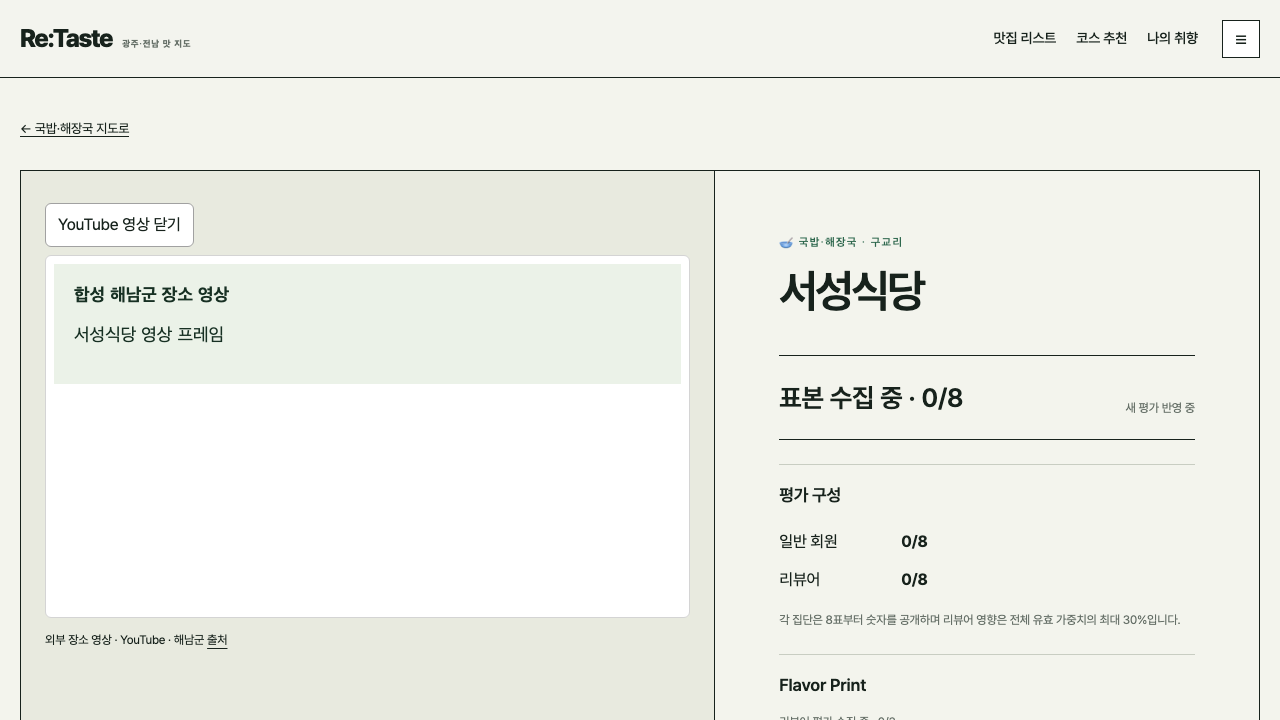 Re:Taste 광주·전남 맛 지도
맛집 리스트 코스 추천 나의 취향 ≡
← 국밥·해장국 지도로
YouTube 영상 닫기
합성 해남군 장소 영상
서성식당 영상 프레임
외부 장소 영상 · YouTube · 해남군 출처
국밥·해장국 · 구교리
서성식당
표본 수집 중 · 0/8
새 평가 반영 중
평가 구성
일반 회원 0/8
리뷰어 0/8
각 집단은 8표부터 숫자를 공개하며 리뷰어 영향은 전체 유효 가중치의 최대 30%입니다.
Flavor Print